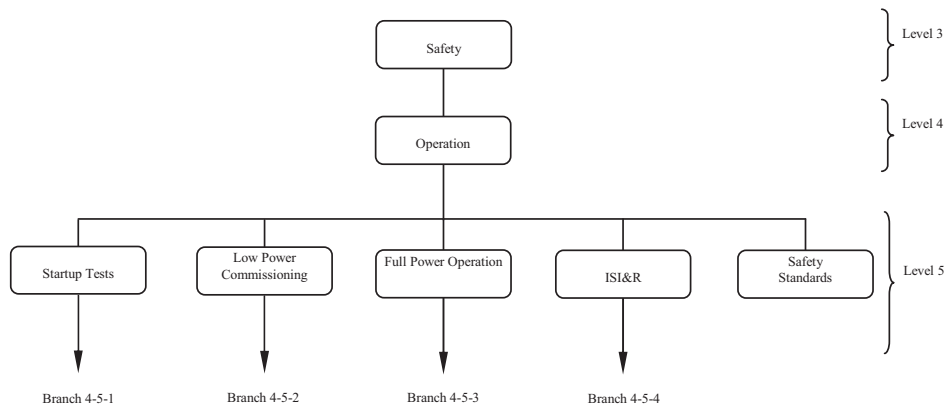 Safety
Level 3
Operation
Level 4
Startup Tests
Low Power
Commissioning
Full Power Operation
ISI&R
Safety
Standards
Level 5
Branch 4-5-1
Branch 4-5-2
Branch 4-5-3
Branch 4-5-4